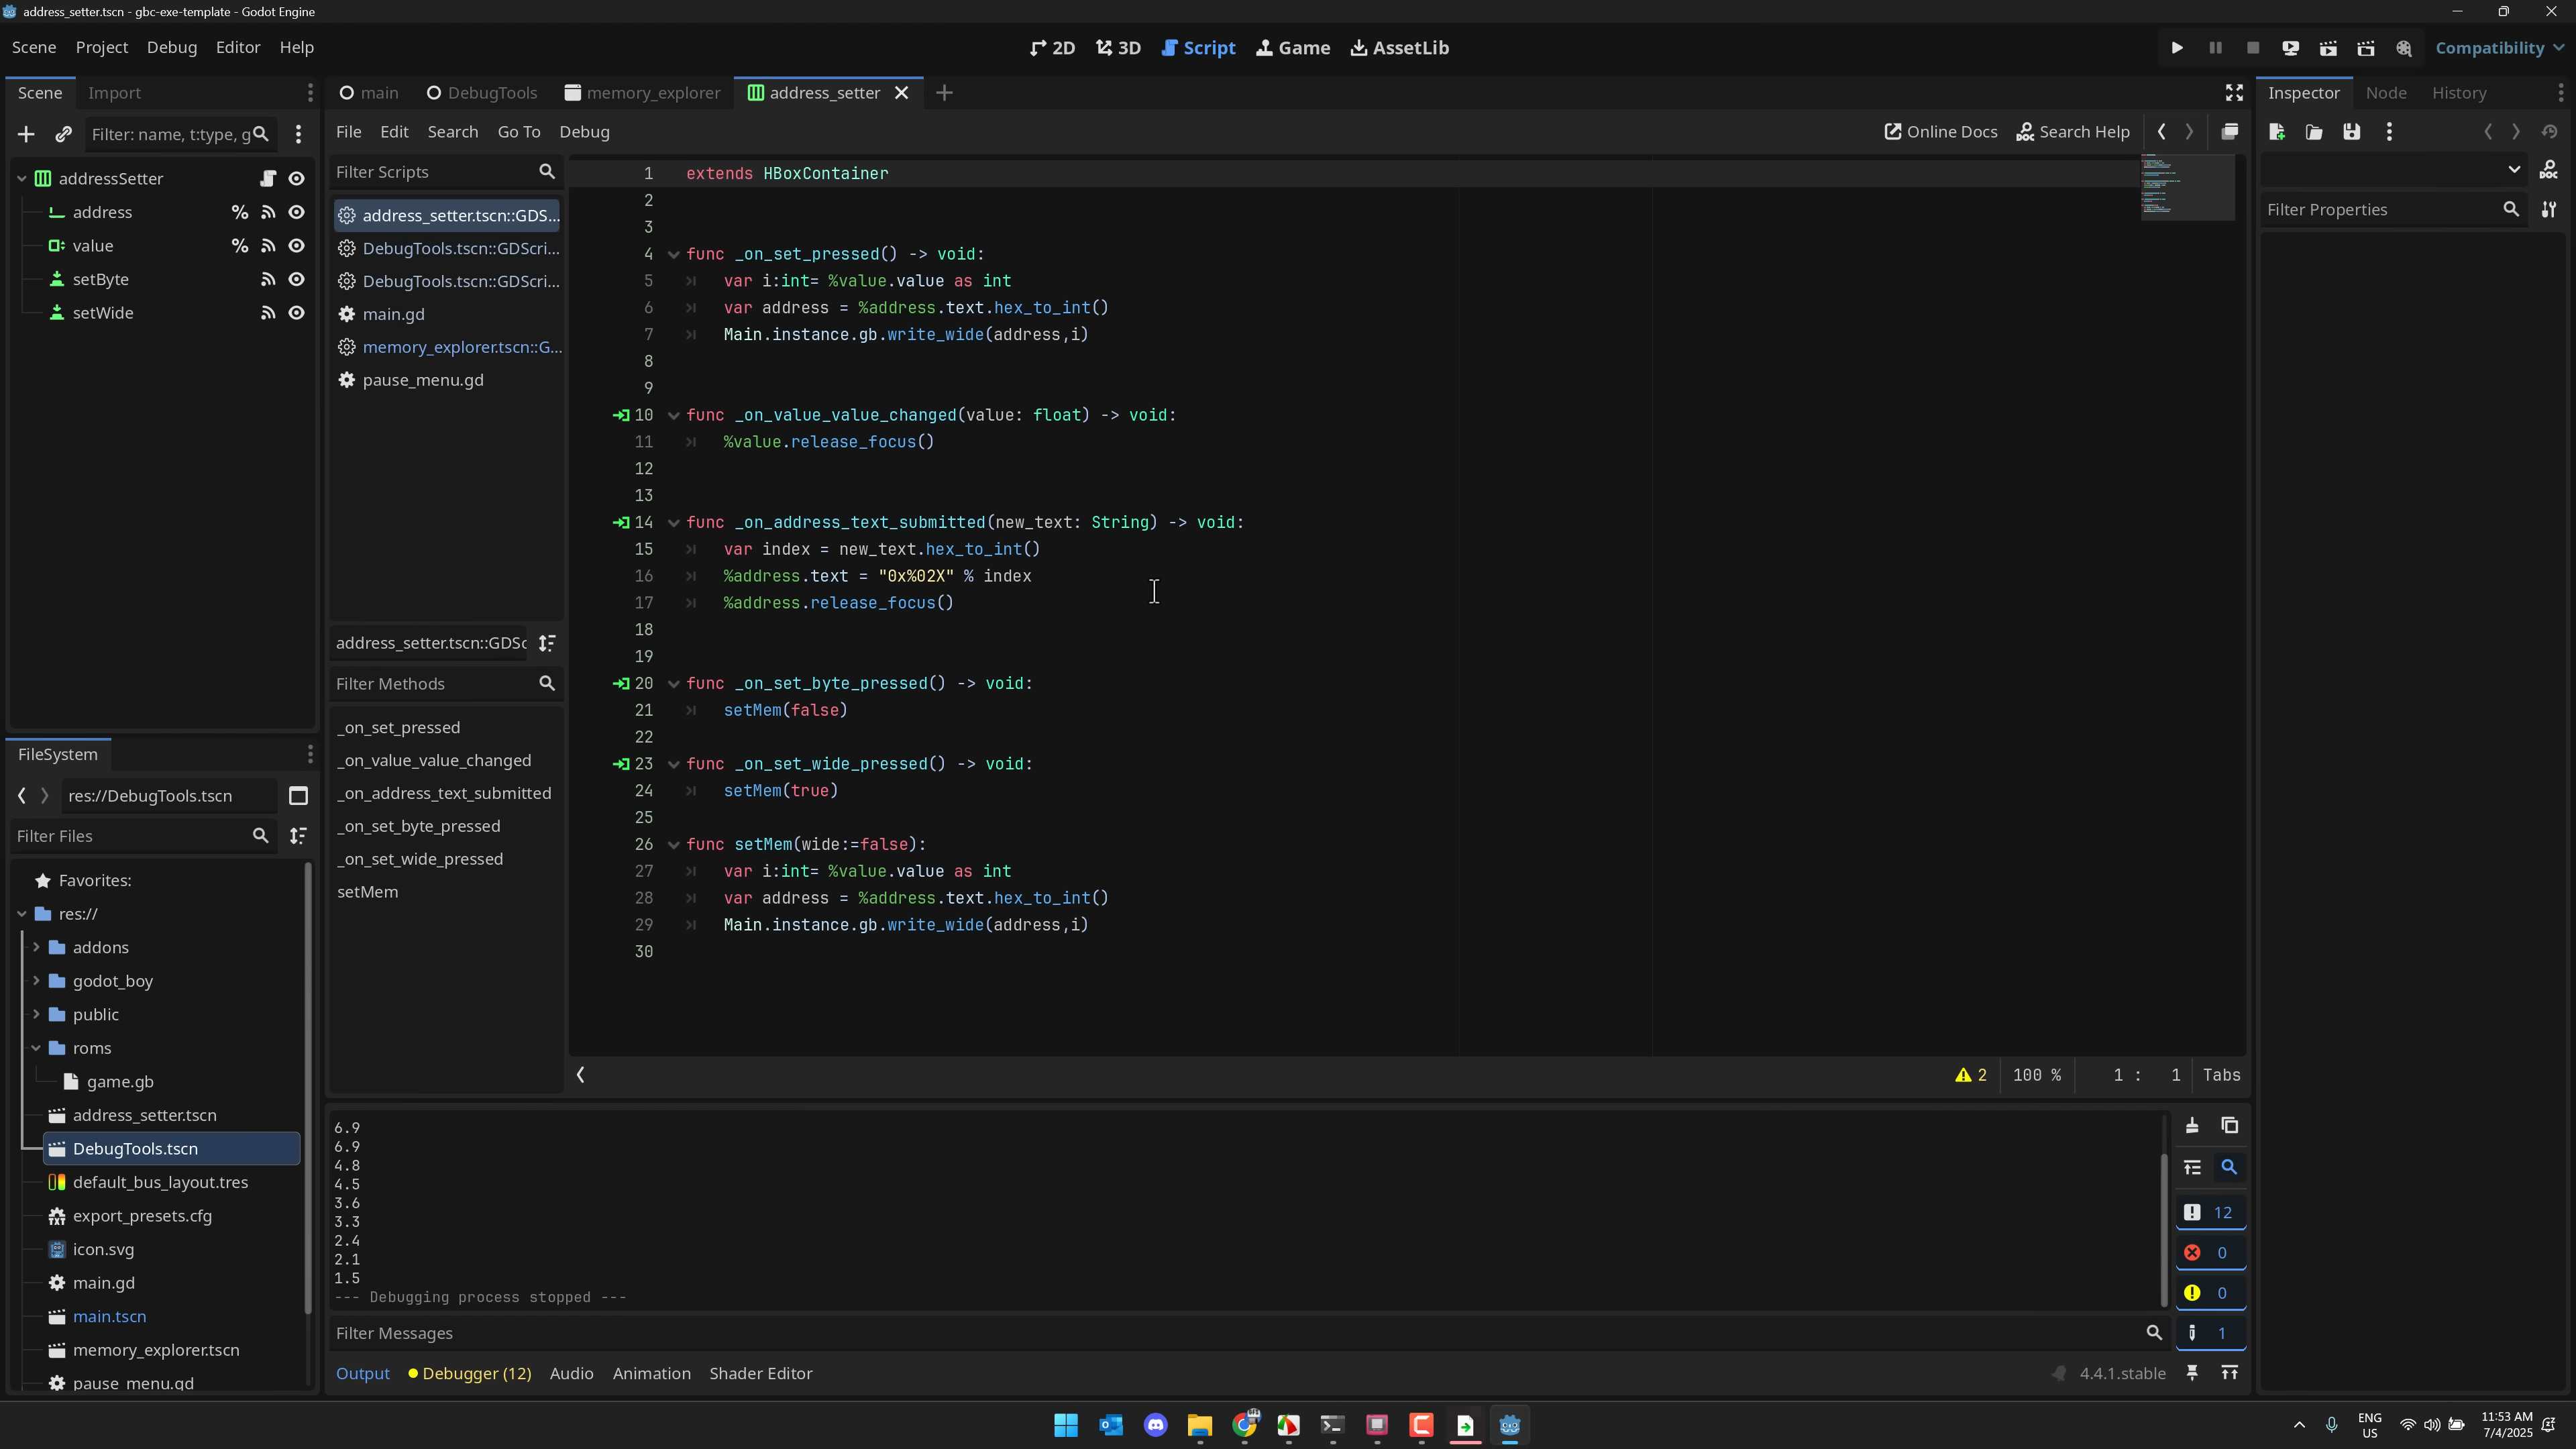 address_setter.tscn - gbc-exe-template - Godot Engine
Scene Project Debug Editor Help
2D 3D Script Game AssetLib
Compatibility
Scene Import
main DebugTools memory_explorer address_setter
Inspector Node History
Filter: name, t:type, g
File Edit Search Go To Debug
Online Docs Search Help
addressSetter
address
value
setByte
setWide
Filter Scripts
address_setter.tscn::GDS...
DebugTools.tscn::GDScri...
DebugTools.tscn::GDScri...
main.gd
memory_explorer.tscn::G...
pause_menu.gd
address_setter.tscn::GDSc
Filter Methods
_on_set_pressed
_on_value_value_changed
_on_address_text_submitted
_on_set_byte_pressed
_on_set_wide_pressed
setMem
1 extends HBoxContainer
2
3
4 func _on_set_pressed() -> void:
5 var i:int= %value.value as int
6 var address = %address.text.hex_to_int()
7 Main.instance.gb.write_wide(address,i)
8
9
10 func _on_value_value_changed(value: float) -> void:
11 %value.release_focus()
12
13
14 func _on_address_text_submitted(new_text: String) -> void:
15 var index = new_text.hex_to_int()
16 %address.text = "0x%02X" % index
17 %address.release_focus()
18
19
20 func _on_set_byte_pressed() -> void:
21 setMem(false)
22
23 func _on_set_wide_pressed() -> void:
24 setMem(true)
25
26 func setMem(wide:=false):
27 var i:int= %value.value as int
28 var address = %address.text.hex_to_int()
29 Main.instance.gb.write_wide(address,i)
30
2 100 % 1 : 1 Tabs
Filter Properties
FileSystem
res://DebugTools.tscn
Filter Files
Favorites:
res://
addons
godot_boy
public
roms
game.gb
address_setter.tscn
DebugTools.tscn
default_bus_layout.tres
export_presets.cfg
icon.svg
main.gd
main.tscn
memory_explorer.tscn
pause_menu.gd
6.9
6.9
4.8
4.5
3.6
3.3
2.4
2.1
1.5
--- Debugging process stopped ---
12
0
0
1
Filter Messages
Output Debugger (12) Audio Animation Shader Editor
4.4.1.stable
ENG
US
11:53 AM
7/4/2025